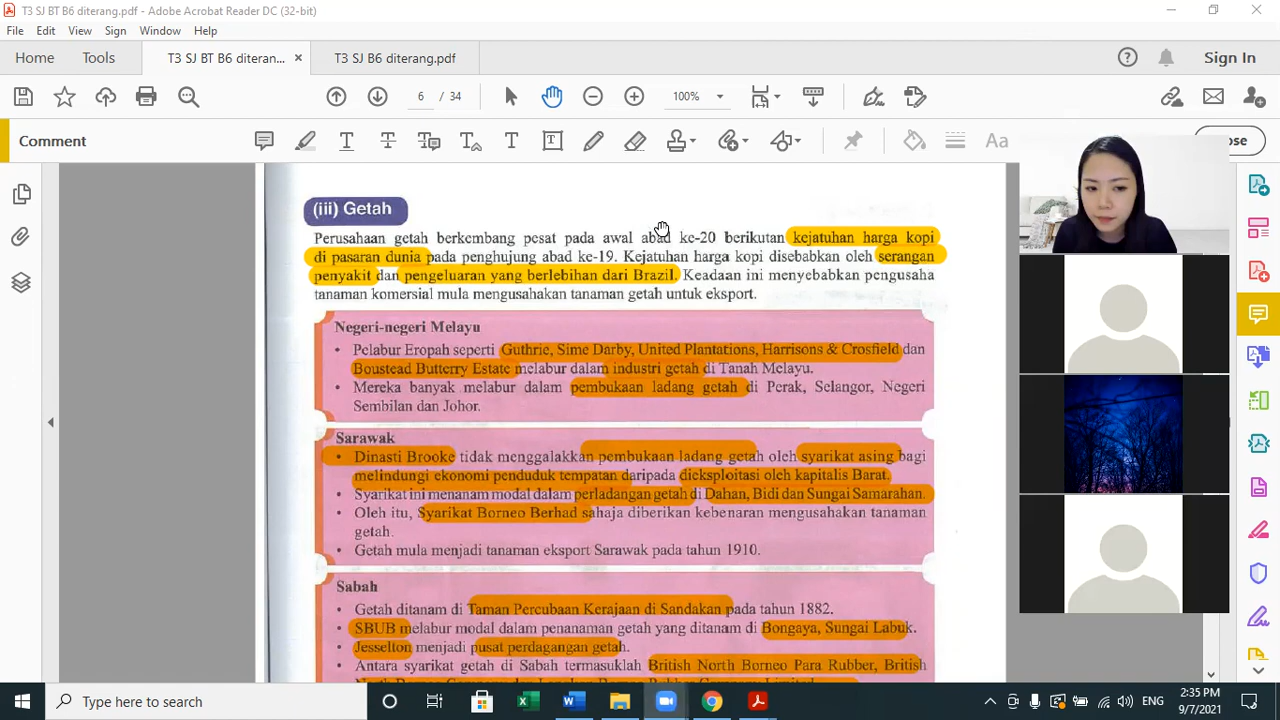 T3 SJ BT B6 diterang.pdf - Adobe Acrobat Reader DC (32-bit)
File Edit View Sign Window Help
Home Tools T3 SJ BT B6 diteran... × T3 SJ B6 diterang.pdf Sign In
6 / 34 100%
Comment Aa ose
(iii) Getah
Perusahaan getah berkembang pesat pada awal abad ke-20 berikutan kejatuhan harga kopi
di pasaran dunia pada penghujung abad ke-19. Kejatuhan harga kopi disebabkan oleh serangan
penyakit dan pengeluaran yang berlebihan dari Brazil. Keadaan ini menyebabkan pengusaha
tanaman komersial mula mengusahakan tanaman getah untuk eksport.
Negeri-negeri Melayu
• Pelabur Eropah seperti Guthrie, Sime Darby, United Plantations, Harrisons & Crosfield dan
Boustead Butterry Estate melabur dalam industri getah di Tanah Melayu.
• Mereka banyak melabur dalam pembukaan ladang getah di Perak, Selangor, Negeri
Sembilan dan Johor.
Sarawak
• Dinasti Brooke tidak menggalakkan pembukaan ladang getah oleh syarikat asing bagi
melindungi ekonomi penduduk tempatan daripada dieksploitasi oleh kapitalis Barat.
• Syarikat ini menanam modal dalam perladangan getah di Dahan, Bidi dan Sungai Samarahan.
• Oleh itu, Syarikat Borneo Berhad sahaja diberikan kebenaran mengusahakan tanaman
getah.
• Getah mula menjadi tanaman eksport Sarawak pada tahun 1910.
Sabah
• Getah ditanam di Taman Percubaan Kerajaan di Sandakan pada tahun 1882.
• SBUB melabur modal dalam penanaman getah yang ditanam di Bongaya, Sungai Labuk.
• Jesselton menjadi pusat perdagangan getah.
• Antara syarikat getah di Sabah termasuklah British North Borneo Para Rubber, British
Type here to search
ENG
2:35 PM
9/7/2021